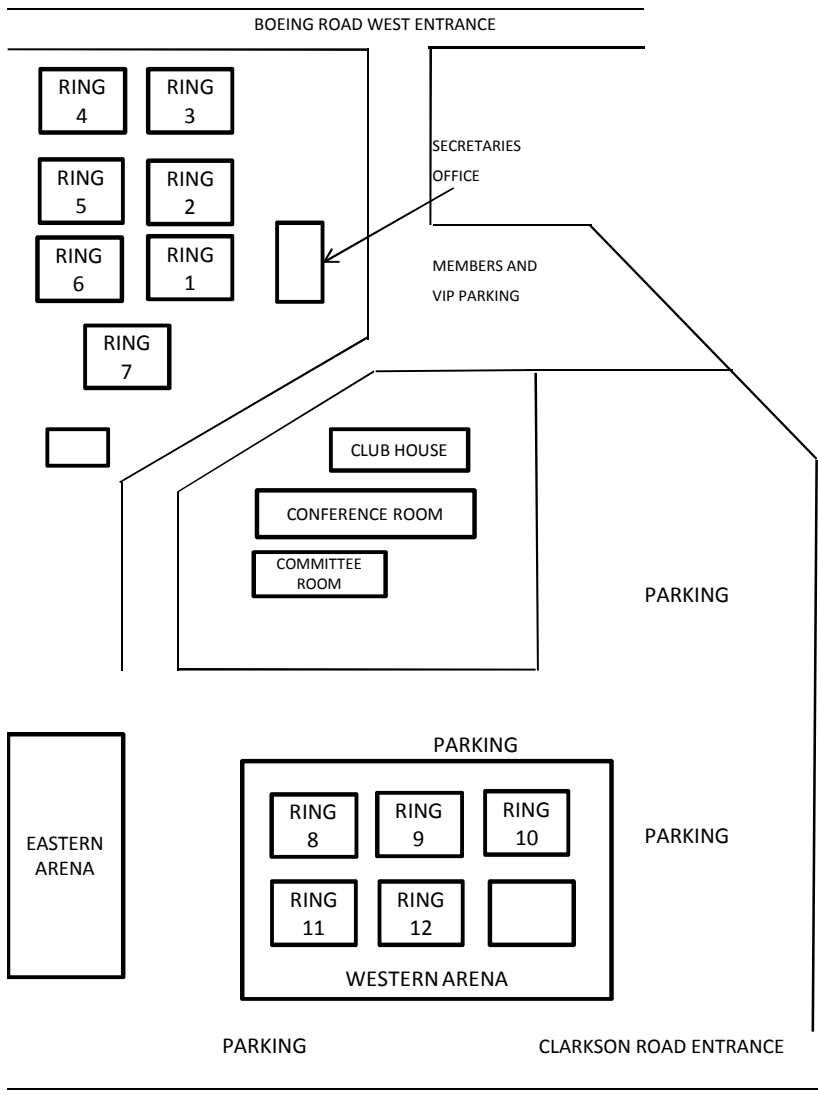 BOEING ROAD WEST ENTRANCE
RING
4
RING
3
SECRETARIES
OFFICE
RING
5
RING
2
RING
6
RING
1
MEMBERS AND
VIP PARKING
RING
7
CLUB HOUSE
CONFERENCE ROOM
COMMITTEE
ROOM
PARKING
PARKING
RING
8
RING
9
RING
10
EASTERN
ARENA
PARKING
RING
11
RING
12
WESTERN ARENA
PARKING
CLARKSON ROAD ENTRANCE